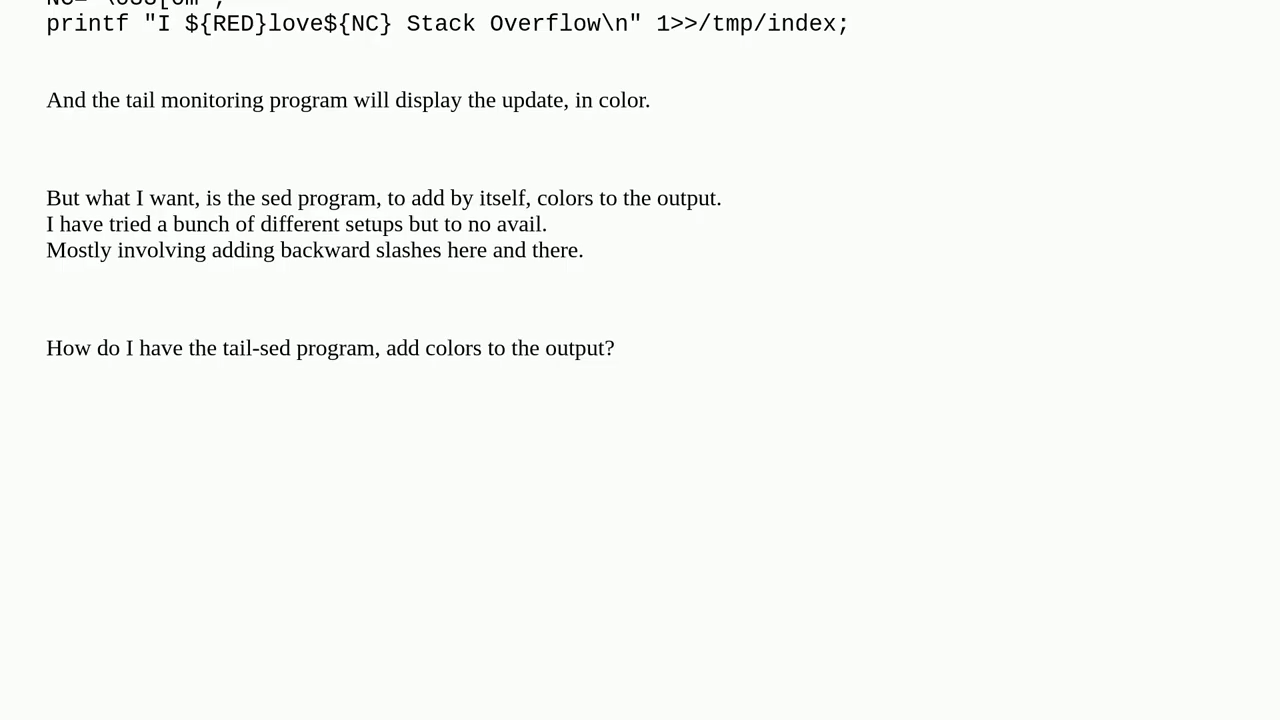 printf "I ${RED}love${NC} Stack Overflow\n" 1>>/tmp/index;
And the tail monitoring program will display the update, in color.
But what I want, is the sed program, to add by itself, colors to the output.
I have tried a bunch of different setups but to no avail.
Mostly involving adding backward slashes here and there.
How do I have the tail-sed program, add colors to the output?